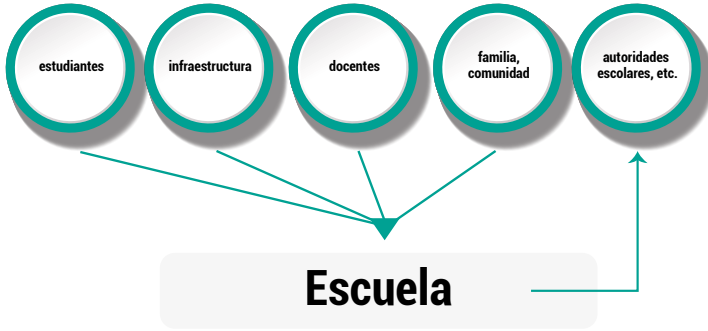 estudiantes
infraestructura
docentes
familia,
comunidad
autoridades
escolares, etc.
Escuela